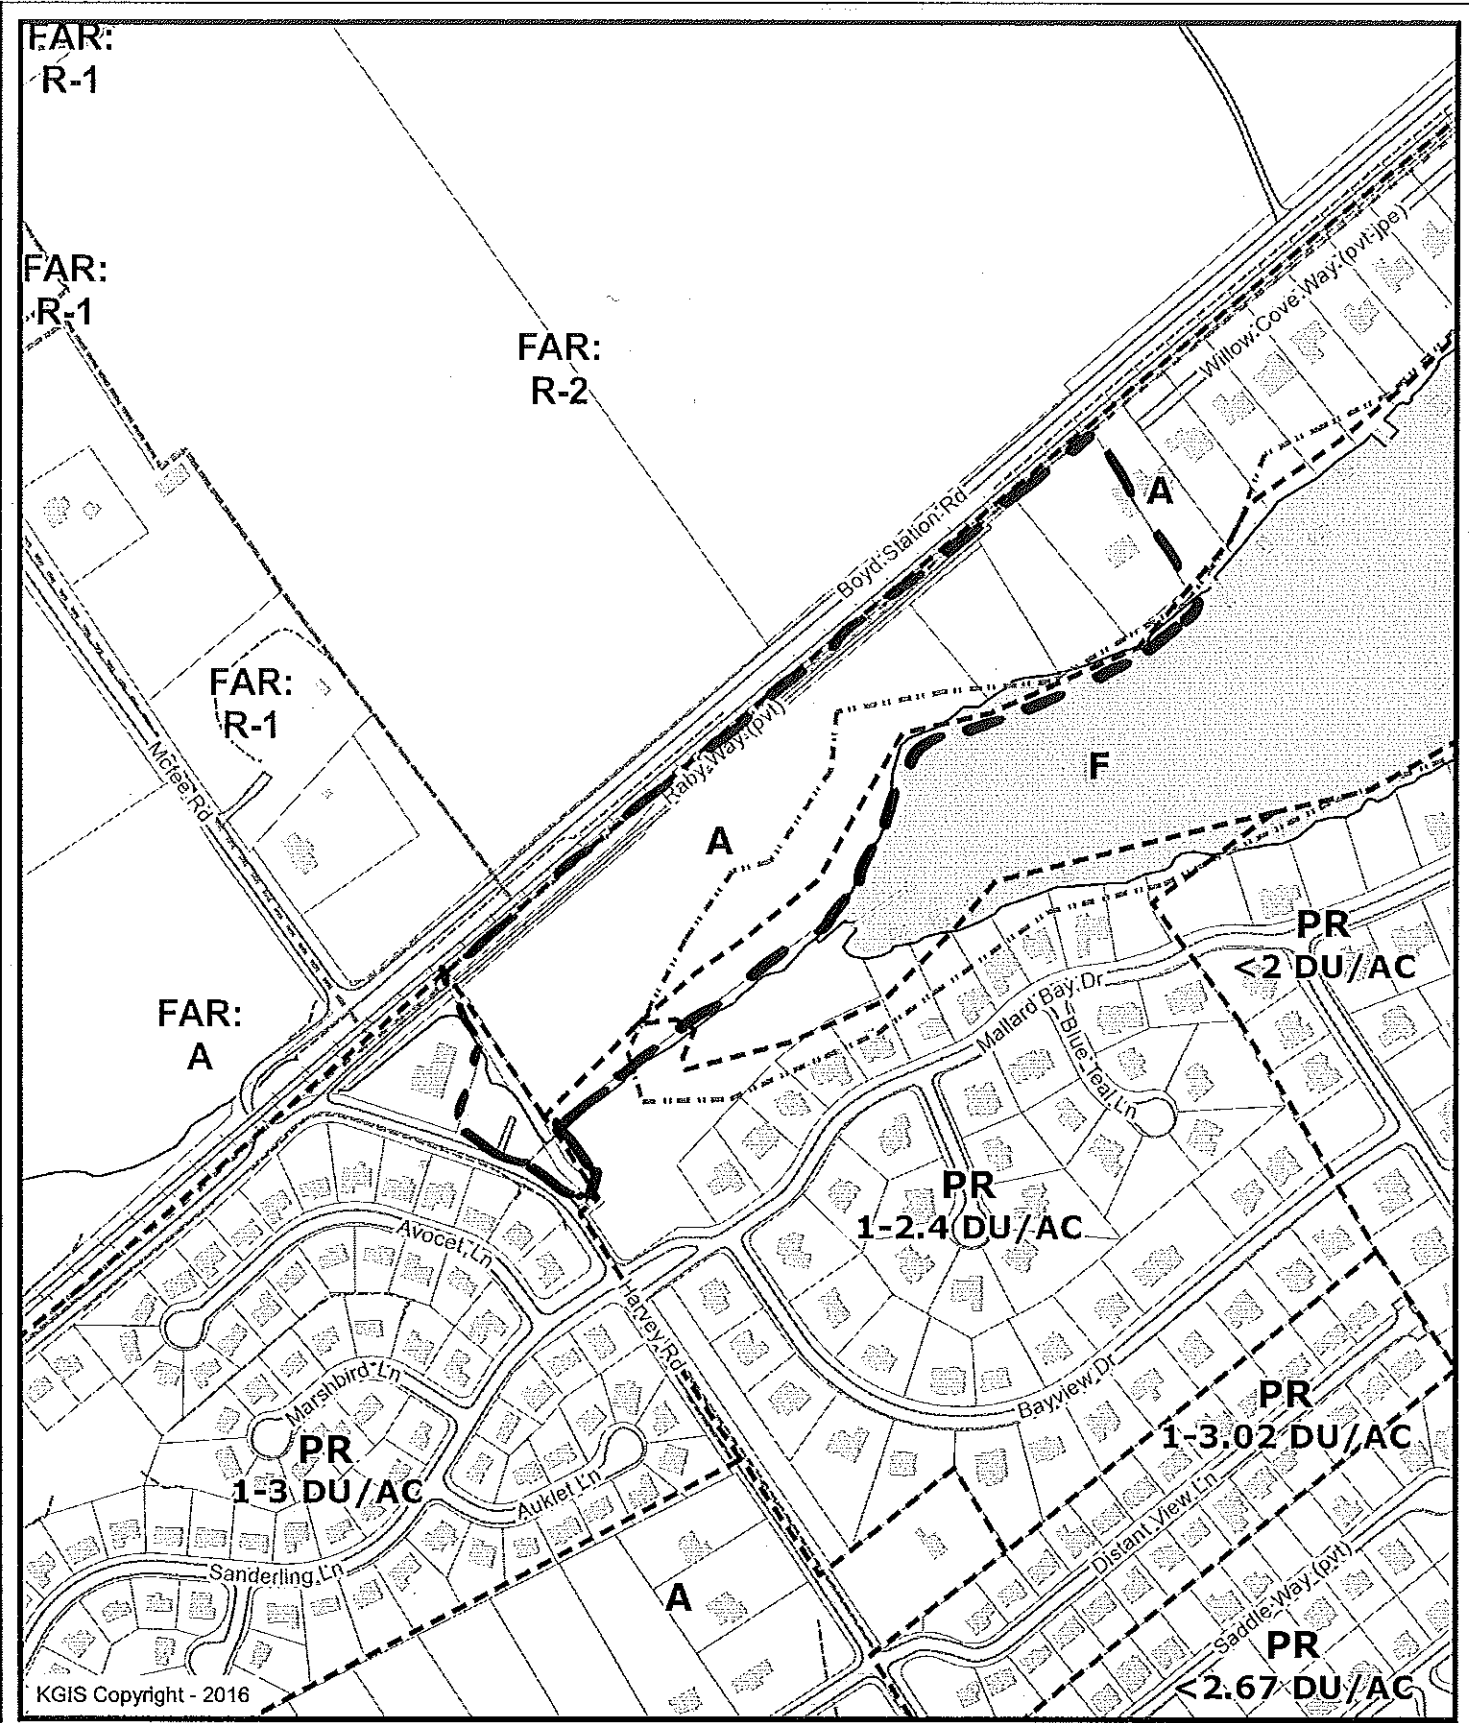 FAR:
R-1
FAR:
R-1
FAR:
R-2
Willow Cove Way (pvt-jpe)
A
Boyd Station Rd
FAR:
R-1
Mcfee Rd
Raby Way (pvt)
A
F
PR
<2 DU/AC
FAR:
A
Mallard Bay Dr
Blue Teal Ln
PR
1-2.4 DU/AC
Avocet Ln
Harvey Rd
Marshbird Ln
Bayview Dr
PR
1-3.02 DU/AC
PR
1-3 DU/AC
Auklet Ln
Distant View Ln
Sanderling Ln
A
Saddle Way (pvt)
PR
<2.67 DU/AC
KGIS Copyright - 2016